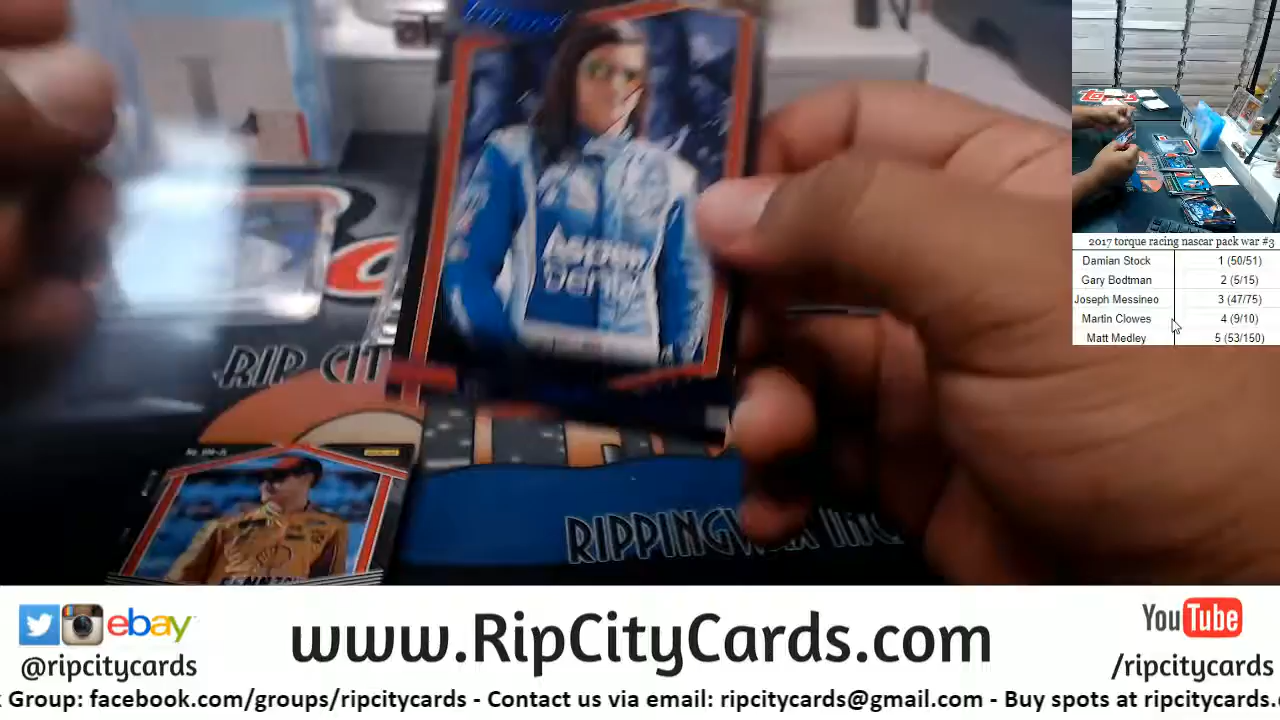 Aspen
Dental
2017 torque racing nascar pack war #3
Damian Stock 1 (50/51)
Gary Bodtman 2 (5/15)
Joseph Messineo 3 (47/75)
Martin Clowes 4 (9/10)
Matt Medley 5 (53/150)
RIP CIT
RIPPINGWAX INC
ebay
@ripcitycards
www.RipCityCards.com
YouTube
/ripcitycards
Group: facebook.com/groups/ripcitycards - Contact us via email: ripcitycards@gmail.com - Buy spots at ripcitycards.